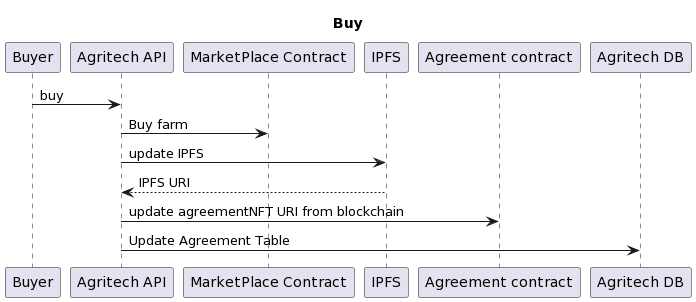 Buy
Buyer
Agritech API
MarketPlace Contract
IPFS
Agreement contract
Agritech DB
buy
Buy farm
update IPFS
IPFS URI
update agreementNFT URI from blockchain
Update Agreement Table
Buyer
Agritech API
MarketPlace Contract
IPFS
Agreement contract
Agritech DB